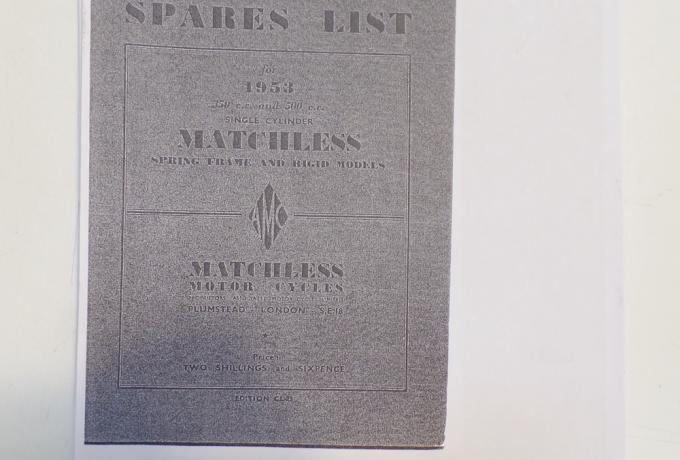 SPARES LIST
for
1953
350 c.c. and 500 c.c.
SINGLE CYLINDER
MATCHLESS
SPRING FRAME AND RIGID MODELS
AMC
MATCHLESS
MOTOR CYCLES
PLUMSTEAD LONDON S.E.18
Price
TWO SHILLINGS and SIXPENCE
EDITION